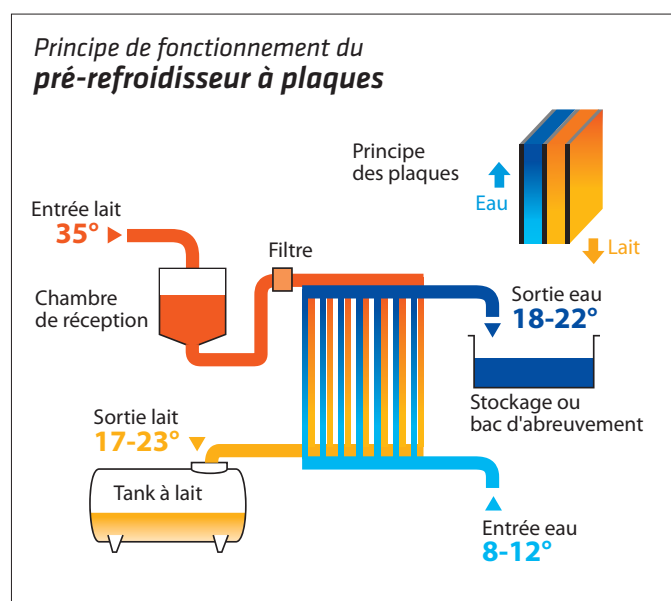 Principe de fonctionnement du
pré-refroidisseur à plaques
Principe
des plaques
Eau
Lait
Entrée lait
35°
Filtre
Chambre
de réception
Sortie eau
18-22°
Stockage ou
bac d'abreuvement
Sortie lait
17-23°
Tank à lait
Entrée eau
8-12°